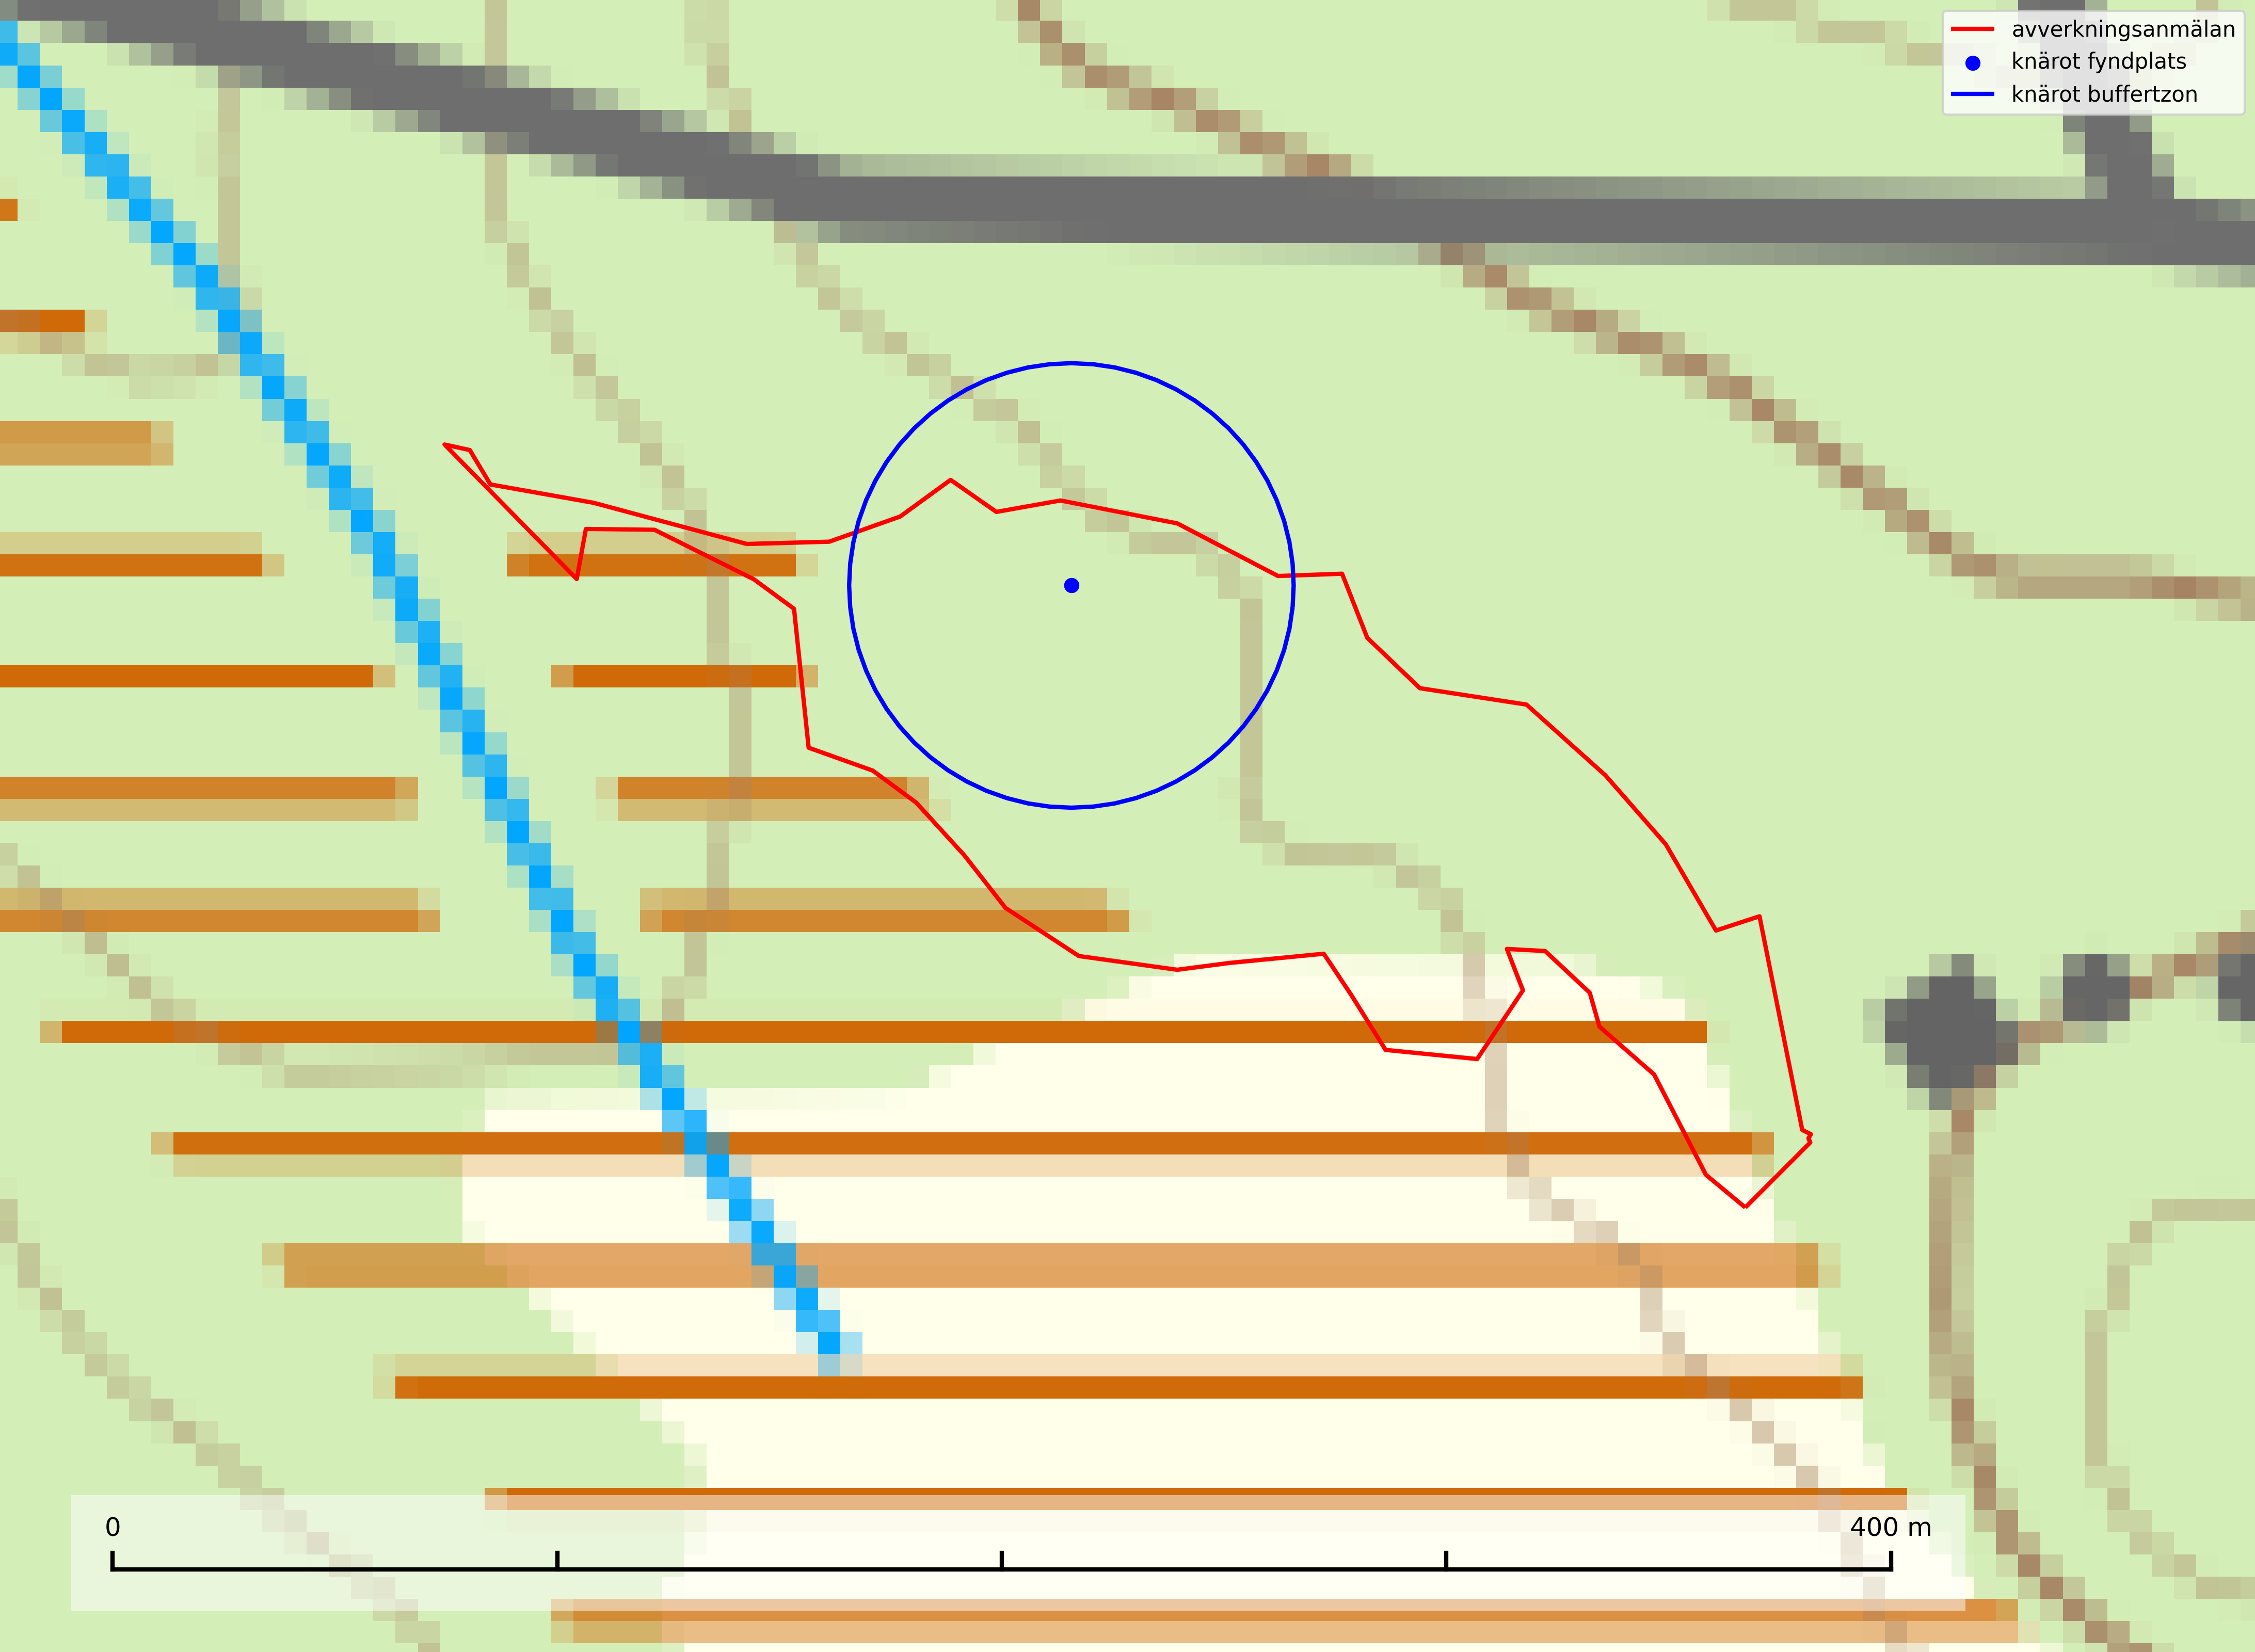 avverkningsanmälan
knärot fyndplats
knärot buffertzon
0
400 m